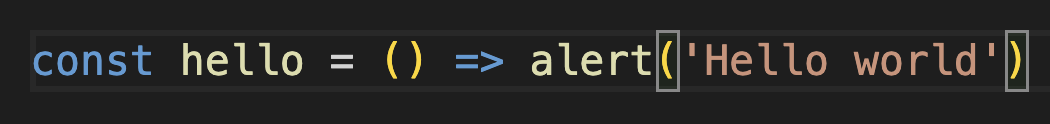 const hello = () => alert('Hello world')